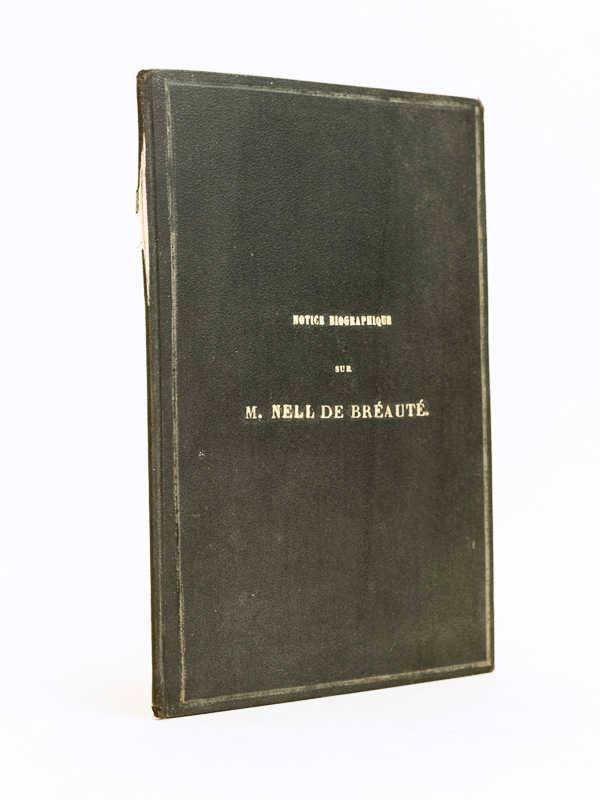 NOTICE BIOGRAPHIQUE
SUR
M. NELL DE BRÉAUTÉ.